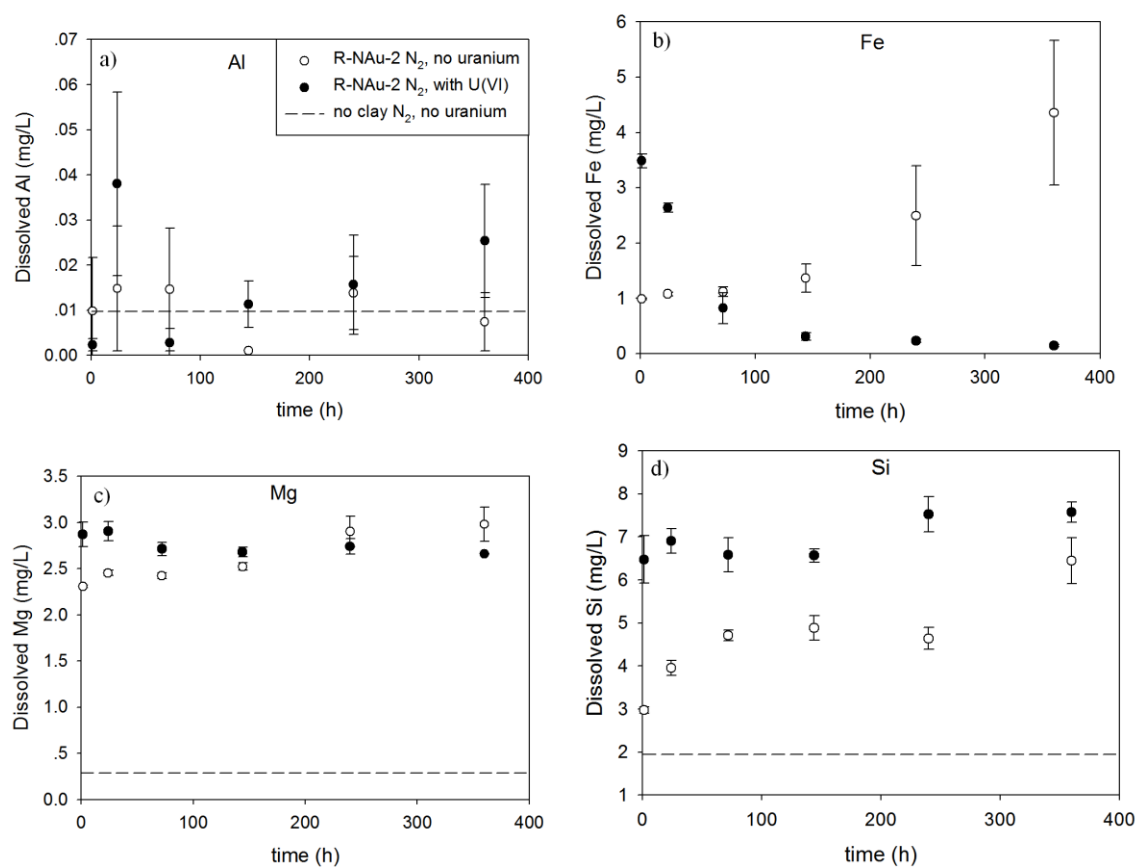 a)
Al
R-NAu-2 N2, no uranium
R-NAu-2 N2, with U(VI)
no clay N2, no uranium
Dissolved Al (mg/L)
.07
.06
.05
.04
.03
.02
.01
0.00
0
100
200
300
400
time (h)
b)
Fe
Dissolved Fe (mg/L)
6
5
4
3
2
1
0
0
100
200
300
400
time (h)
c)
Mg
Dissolved Mg (mg/L)
3.5
3.0
2.5
2.0
1.5
1.0
.5
0.0
0
100
200
300
400
time (h)
d)
Si
Dissolved Si (mg/L)
9
8
7
6
5
4
3
2
1
0
100
200
300
400
time (h)